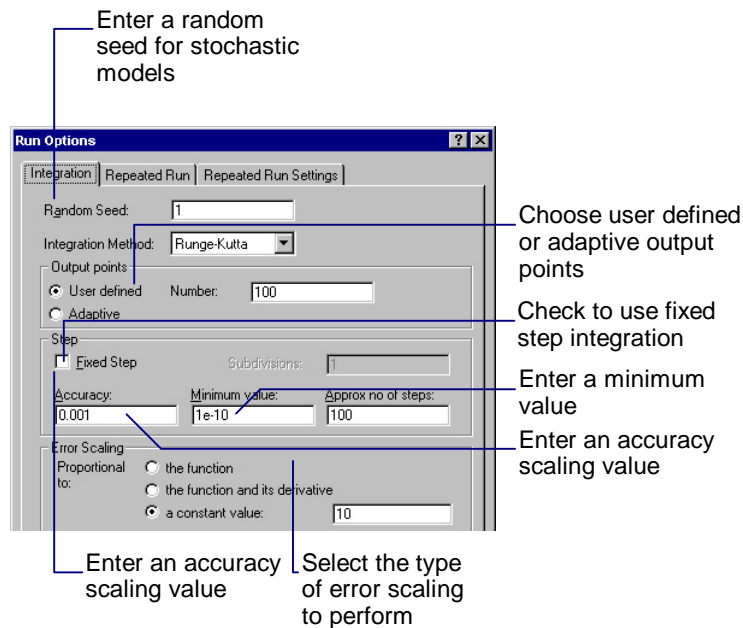 Enter a random
seed for stochastic
models
Run Options
Integration
Repeated Run
Repeated Run Settings
Random Seed:
1
Integration Method:
Runge-Kutta
Output points
User defined
Number:
100
Adaptive
Step
Fixed Step
Subdivisions:
1
Accuracy:
Minimum value:
Approx no of steps:
0.001
1e-10
100
Error Scaling
Proportional
to:
the function
the function and its derivative
a constant value:
10
Choose user defined
or adaptive output
points
Check to use fixed
step integration
Enter a minimum
value
Enter an accuracy
scaling value
Enter an accuracy
scaling value
Select the type
of error scaling
to perform